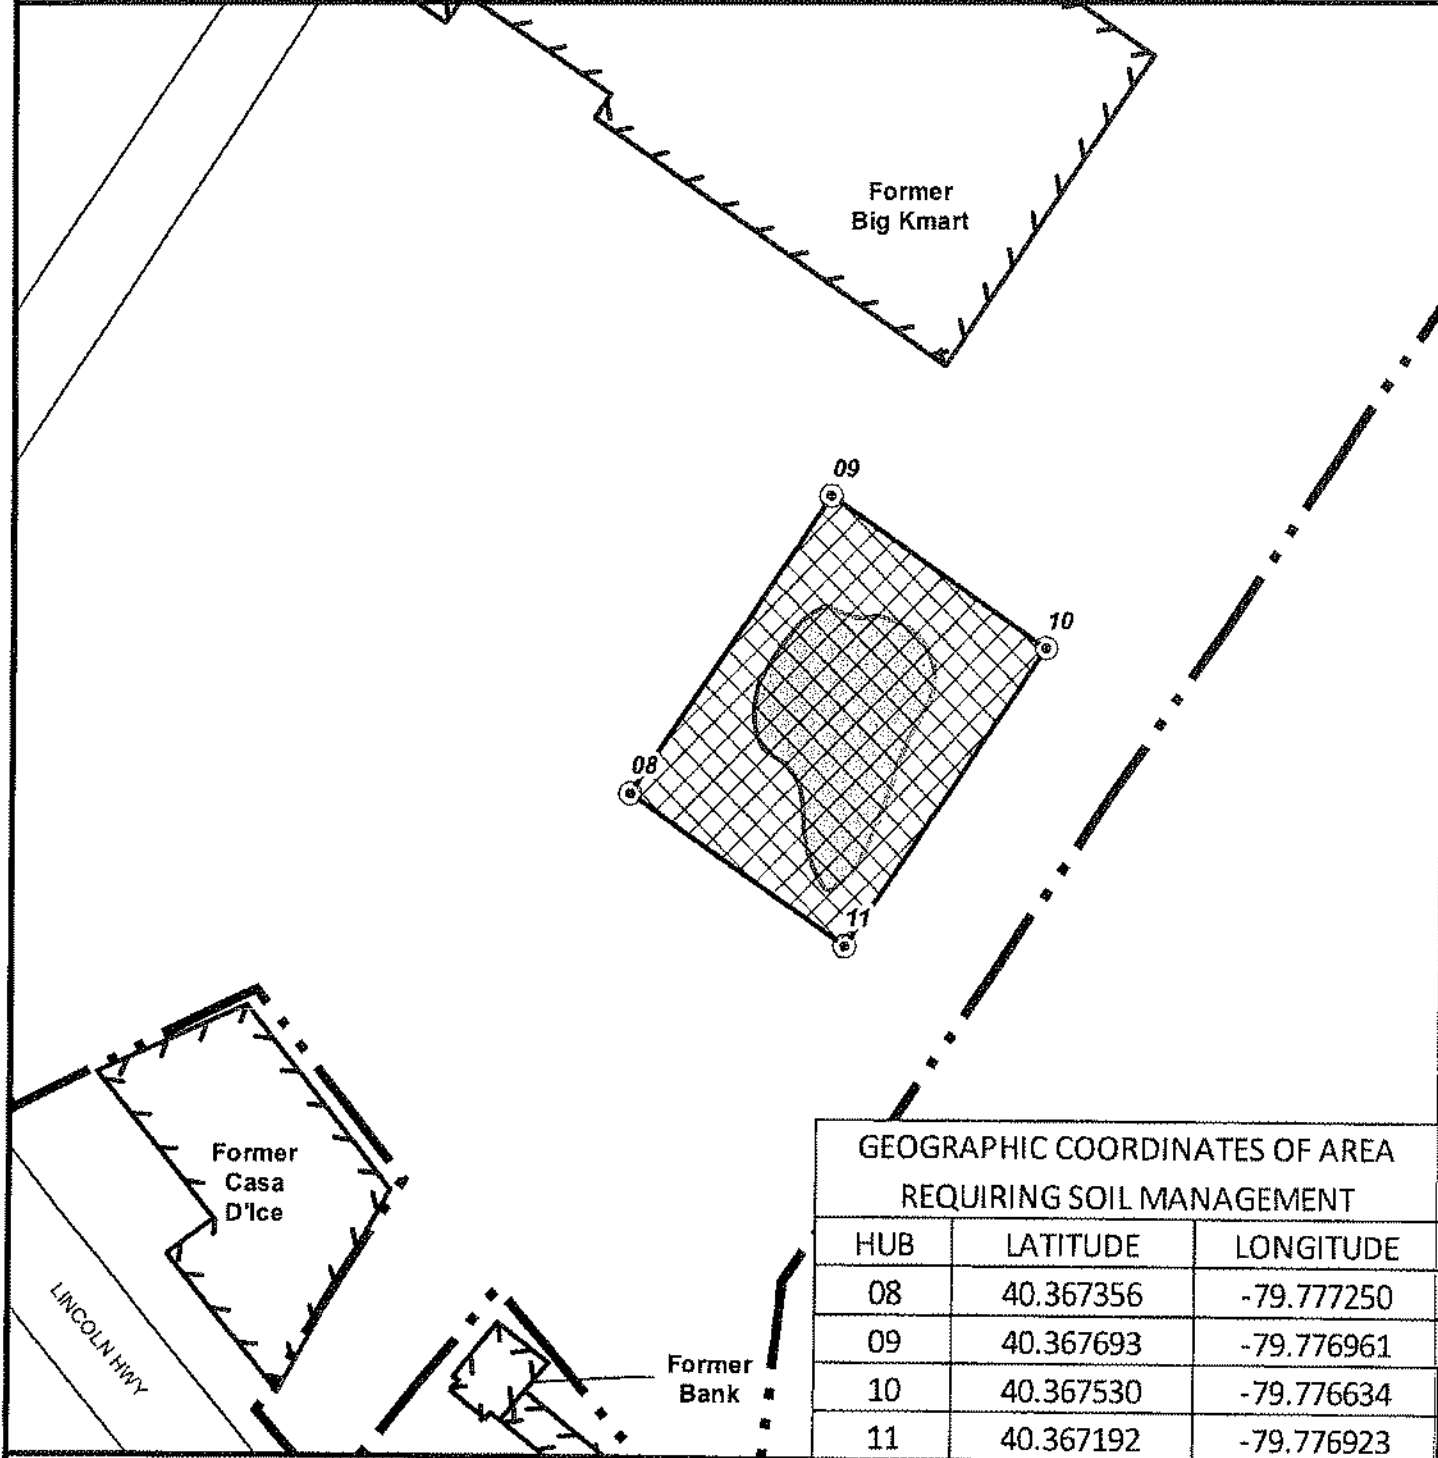 Former
Big Kmart
09
10
08
11
Former
Casa
D'Ice
LINCOLN HWY
Former
Bank
GEOGRAPHIC COORDINATES OF AREA
REQUIRING SOIL MANAGEMENT
HUB LATITUDE LONGITUDE
08 40.367356 -79.777250
09 40.367693 -79.776961
10 40.367530 -79.776634
11 40.367192 -79.776923